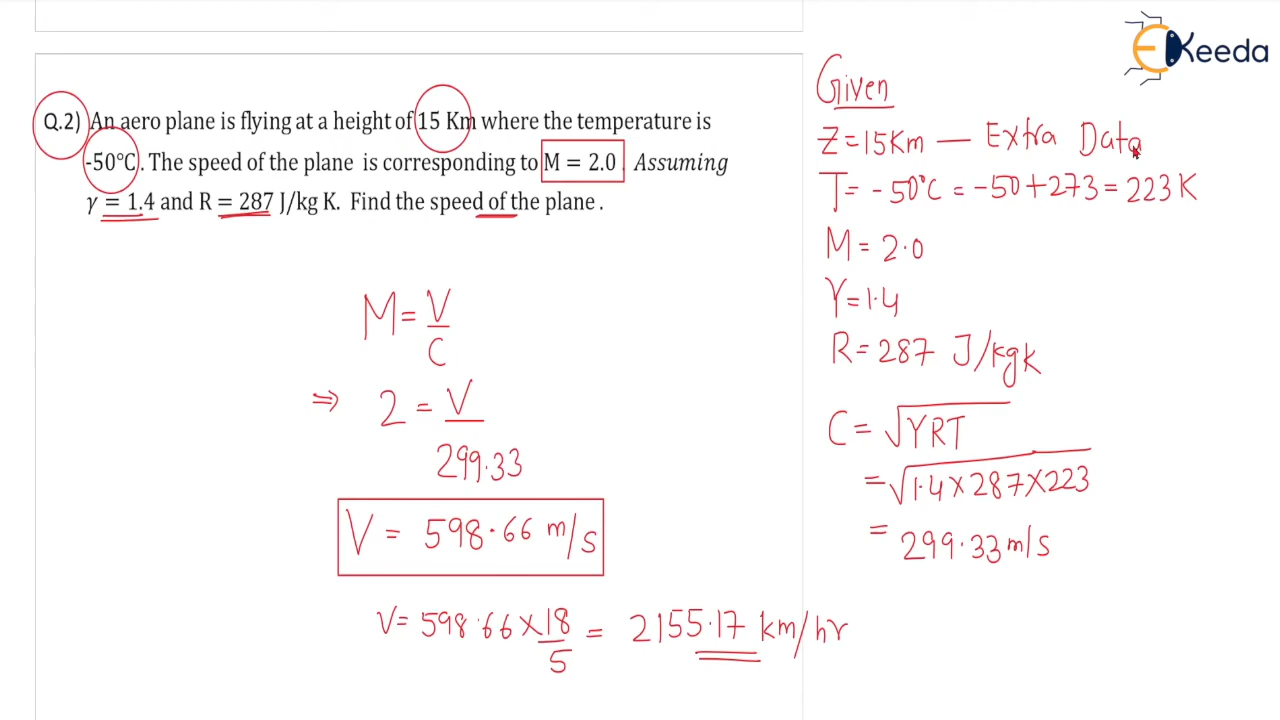 EKeeda
Q.2) An aero plane is flying at a height of 15 Km where the temperature is
-50°C. The speed of the plane is corresponding to M = 2.0. Assuming
γ = 1.4 and R = 287 J/kg K. Find the speed of the plane.
M = V/C
⇒ 2 = V/299.33
V = 598.66 m/s
V = 598.66 × 18/5 = 2155.17 km/hr
Given
Z = 15Km — Extra Data
T = -50°C = -50 + 273 = 223 K
M = 2.0
γ = 1.4
R = 287 J/kgK
C = √γRT
= √1.4×287×223
= 299.33 m/s